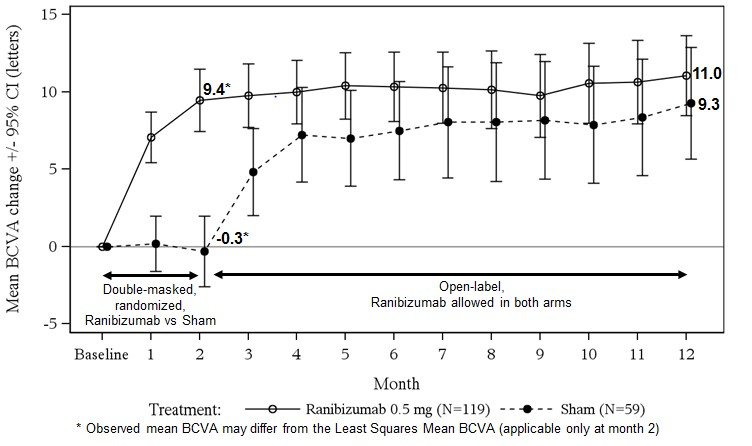 Mean BCVA change +/- 95% CI (letters)
15
10
5
0
-5
9.4*
-0.3*
11.0
9.3
Double-masked,
randomized,
Ranibizumab vs Sham
Open-label,
Ranibizumab allowed in both arms
Baseline 1 2 3 4 5 6 7 8 9 10 11 12
Month
Treatment: Ranibizumab 0.5 mg (N=119) Sham (N=59)
* Observed mean BCVA may differ from the Least Squares Mean BCVA (applicable only at month 2)